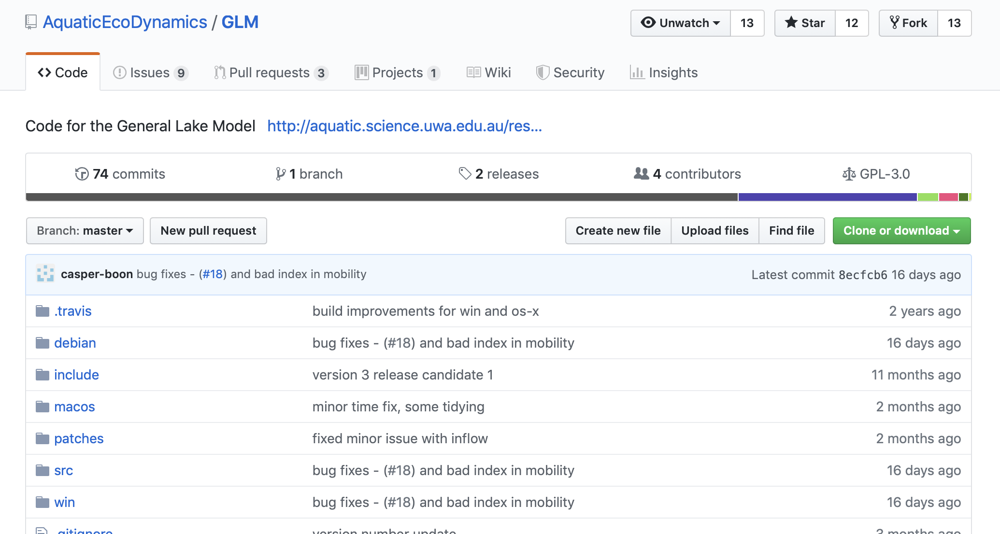 AquaticEcoDynamics / GLM
Unwatch 13 Star 12 Fork 13
Code Issues 9 Pull requests 3 Projects 1 Wiki Security Insights
Code for the General Lake Model http://aquatic.science.uwa.edu.au/res...
74 commits 1 branch 2 releases 4 contributors GPL-3.0
Branch: master New pull request Create new file Upload files Find file Clone or download
casper-boon bug fixes - (#18) and bad index in mobility Latest commit 8ecfcb6 16 days ago
.travis build improvements for win and os-x 2 years ago
debian bug fixes - (#18) and bad index in mobility 16 days ago
include version 3 release candidate 1 11 months ago
macos minor time fix, some tidying 2 months ago
patches fixed minor issue with inflow 2 months ago
src bug fixes - (#18) and bad index in mobility 16 days ago
win bug fixes - (#18) and bad index in mobility 16 days ago
.gitignore version number update 3 months ago